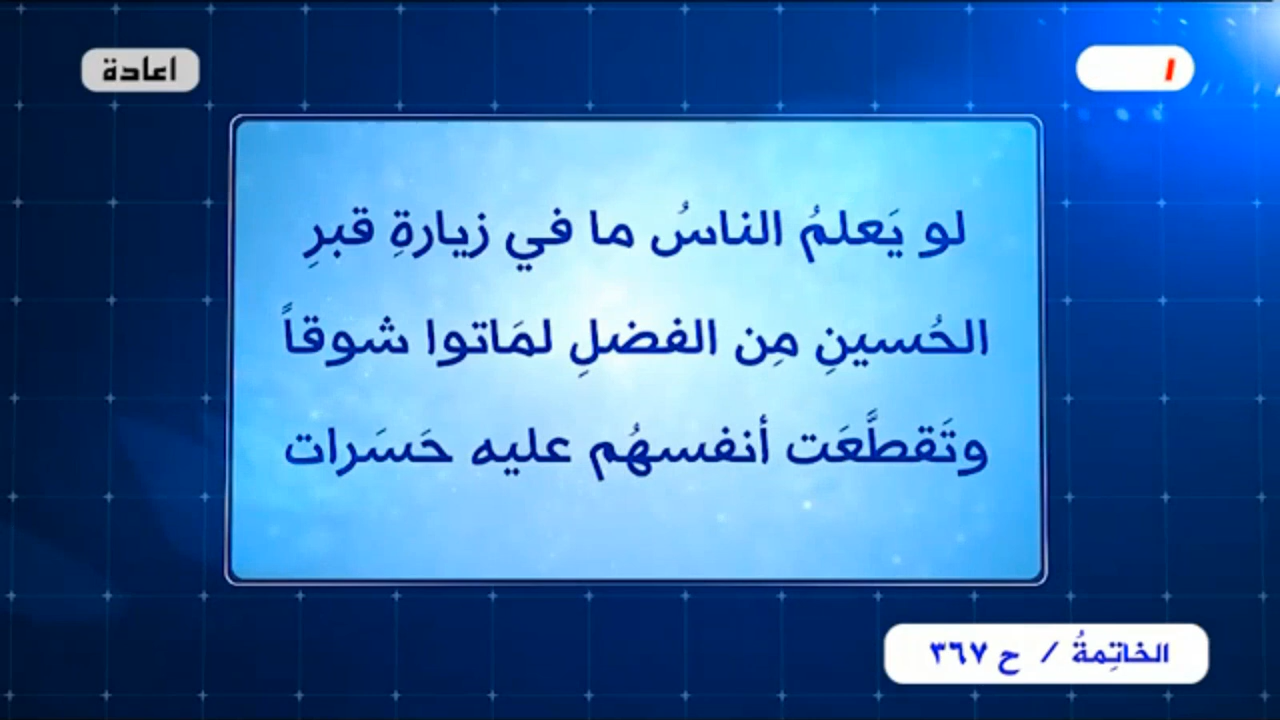 ١
اعادة
لو يَعلمُ الناسُ ما في زيارةِ قبرِ
الحُسينِ مِن الفضلِ لمَاتوا شوقاً
وتَقطَّعَت أنفسهُم عليه حَسَرات
الخاتِمةُ / ح ٣٦٧